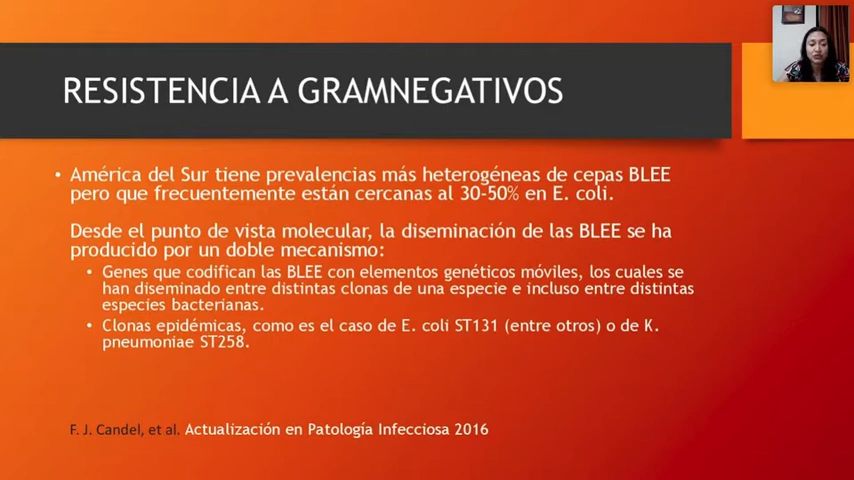 RESISTENCIA A GRAMNEGATIVOS
• América del Sur tiene prevalencias más heterogéneas de cepas BLEE
pero que frecuentemente están cercanas al 30-50% en E. coli.
Desde el punto de vista molecular, la diseminación de las BLEE se ha
producido por un doble mecanismo:
• Genes que codifican las BLEE con elementos genéticos móviles, los cuales se
han diseminado entre distintas clonas de una especie e incluso entre distintas
especies bacterianas.
• Clonas epidémicas, como es el caso de E. coli ST131 (entre otros) o de K.
pneumoniae ST258.
F. J. Candel, et al. Actualización en Patología Infecciosa 2016